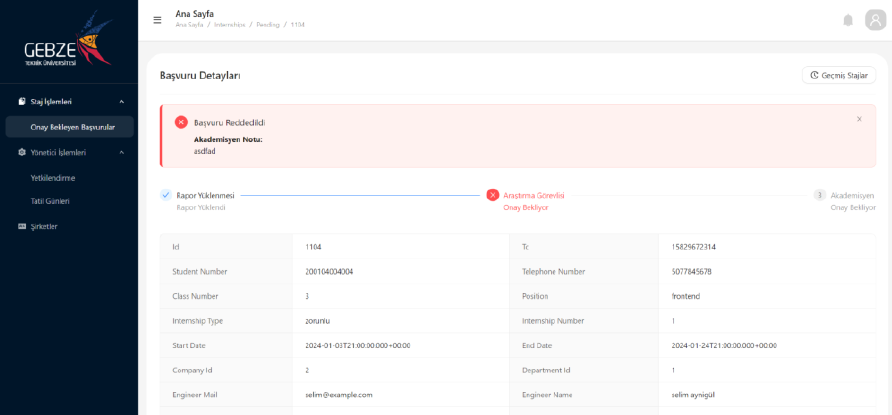 GEBZE
TEKNİK ÜNİVERSİTESİ
Staj İşlemleri
Onay Bekleyen Başvurular
Yönetici İşlemleri
Yetkilendirme
Tatil Günleri
Şirketler
Ana Sayfa
Ana Sayfa / Internships / Pending / 1104
Başvuru Detayları
Geçmiş Stajlar
Başvuru Reddedildi
Akademisyen Notu:
asdfad
Rapor Yüklenmesi
Rapor Yüklendi
Araştırma Görevlisi
Onay Bekliyor
3 Akademisyen
Onay Bekliyor
Id 1104 Tc 15829672314
Student Number 200104004004 Telephone Number 5077845678
Class Number 3 Position frontend
Internship Type zorunlu Internship Number 1
Start Date 2024-01-03T21:00:00.000+00:00 End Date 2024-01-24T21:00:00.000+00:00
Company Id 2 Department Id 1
Engineer Mail selim@example.com Engineer Name selim aynigül